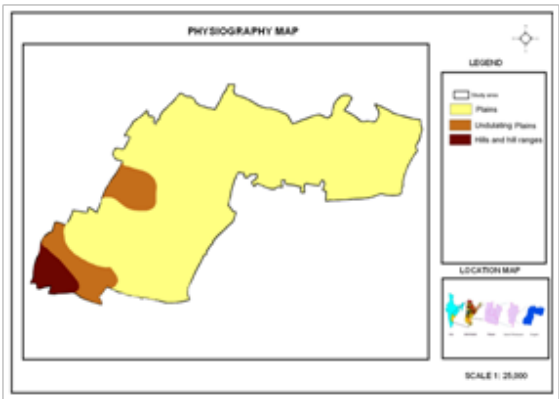 PHYSIOGRAPHY MAP
LEGEND
Study area
Plains
Undulating Plains
Hills and hill ranges
LOCATION MAP
SCALE 1: 25,000